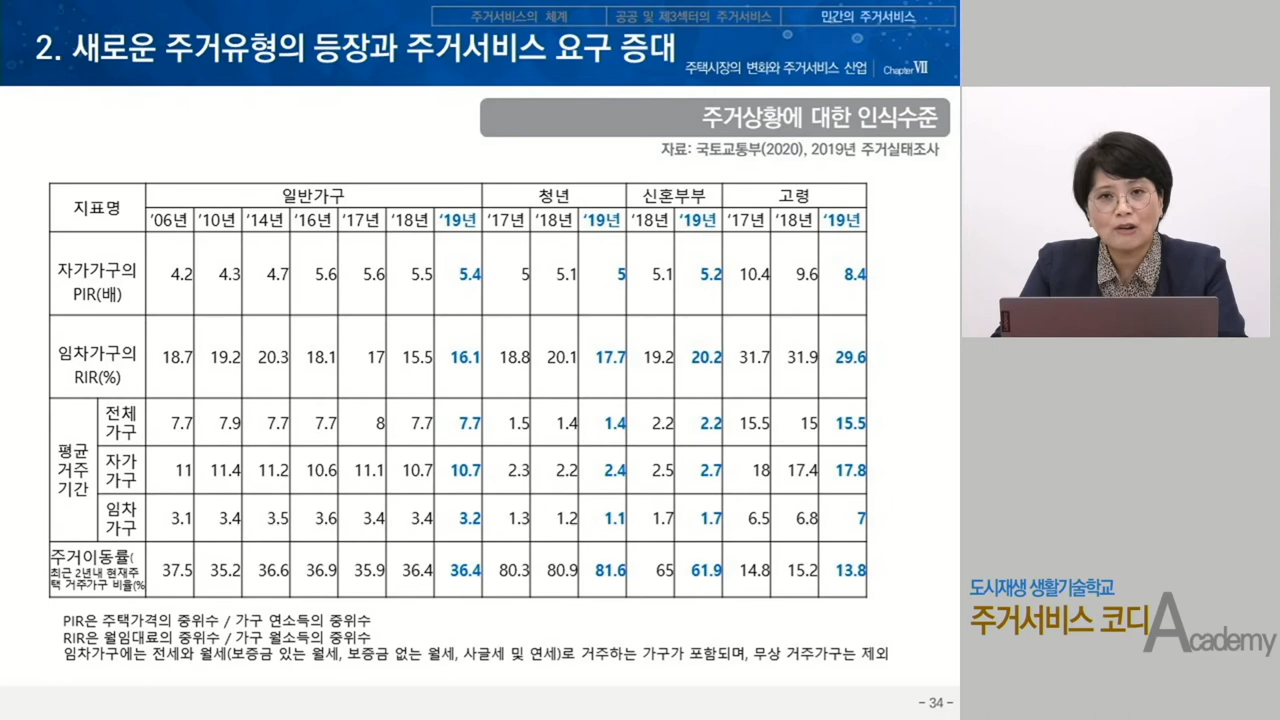 주거서비스의 체계 공공 및 제3섹터의 주거서비스 민간의 주거서비스
2. 새로운 주거유형의 등장과 주거서비스 요구 증대
주택시장의 변화와 주거서비스 산업 Chapter Ⅶ
주거상황에 대한 인식수준
자료: 국토교통부(2020), 2019년 주거실태조사
지표명 일반가구 청년 신혼부부 고령
‘06년 ‘10년 ‘14년 ‘16년 ‘17년 ‘18년 ‘19년 ‘17년 ‘18년 ‘19년 ‘18년 ‘19년 ‘17년 ‘18년 ‘19년
자가가구의
PIR(배)
4.2 4.3 4.7 5.6 5.6 5.5 5.4 5 5.1 5 5.1 5.2 10.4 9.6 8.4
임차가구의
RIR(%)
18.7 19.2 20.3 18.1 17 15.5 16.1 18.8 20.1 17.7 19.2 20.2 31.7 31.9 29.6
평균
거주
기간
전체
가구
7.7 7.9 7.7 7.7 8 7.7 7.7 1.5 1.4 1.4 2.2 2.2 15.5 15 15.5
자가
가구
11 11.4 11.2 10.6 11.1 10.7 10.7 2.3 2.2 2.4 2.5 2.7 18 17.4 17.8
임차
가구
3.1 3.4 3.5 3.6 3.4 3.4 3.2 1.3 1.2 1.1 1.7 1.7 6.5 6.8 7
주거이동률(
최근 2년내 현재주
택 거주가구 비율(%
37.5 35.2 36.6 36.9 35.9 36.4 36.4 80.3 80.9 81.6 65 61.9 14.8 15.2 13.8
PIR은 주택가격의 중위수 / 가구 연소득의 중위수
RIR은 월임대료의 중위수 / 가구 월소득의 중위수
임차가구에는 전세와 월세(보증금 있는 월세, 보증금 없는 월세, 사글세 및 연세)로 거주하는 가구가 포함되며, 무상 거주가구는 제외
- 34 -
도시재생 생활기술학교
주거서비스 코디 Academy